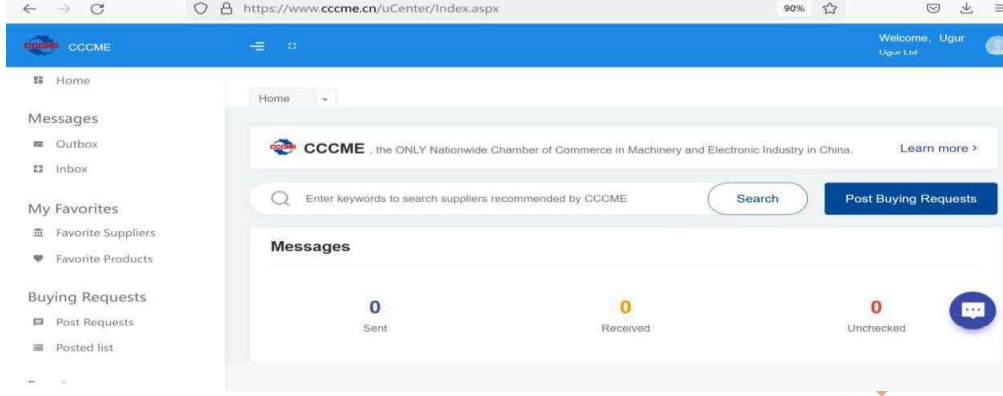 https://www.cccme.cn/uCenter/Index.aspx
90%
CCCME
Welcome, Ugur
Ugur Ltd
Home
Messages
Outbox
Inbox
My Favorites
Favorite Suppliers
Favorite Products
Buying Requests
Post Requests
Posted list
Home
CCCME , the ONLY Nationwide Chamber of Commerce in Machinery and Electronic Industry in China.
Learn more >
Enter keywords to search suppliers recommended by CCCME
Search
Post Buying Requests
Messages
0
Sent
0
Received
0
Unchecked